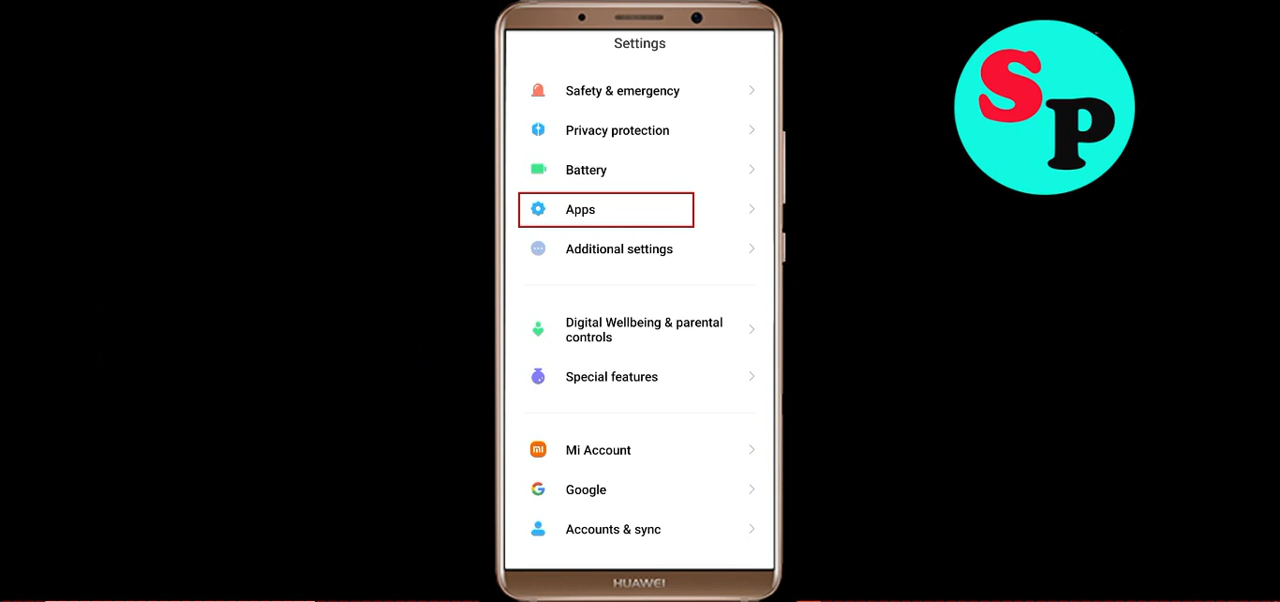 Settings
Safety & emergency
Privacy protection
Battery
Apps
Additional settings
Digital Wellbeing & parental
controls
Special features
mi
Mi Account
G
Google
Accounts & sync
HUAWEI
SP